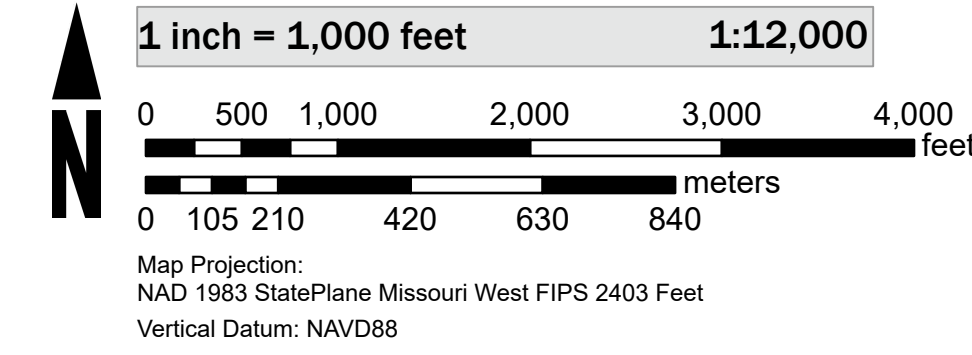 1 inch = 1,000 feet 1:12,000
0 500 1,000 2,000 3,000 4,000
feet
meters
0 105 210 420 630 840
N
Map Projection:
NAD 1983 StatePlane Missouri West FIPS 2403 Feet
Vertical Datum: NAVD88